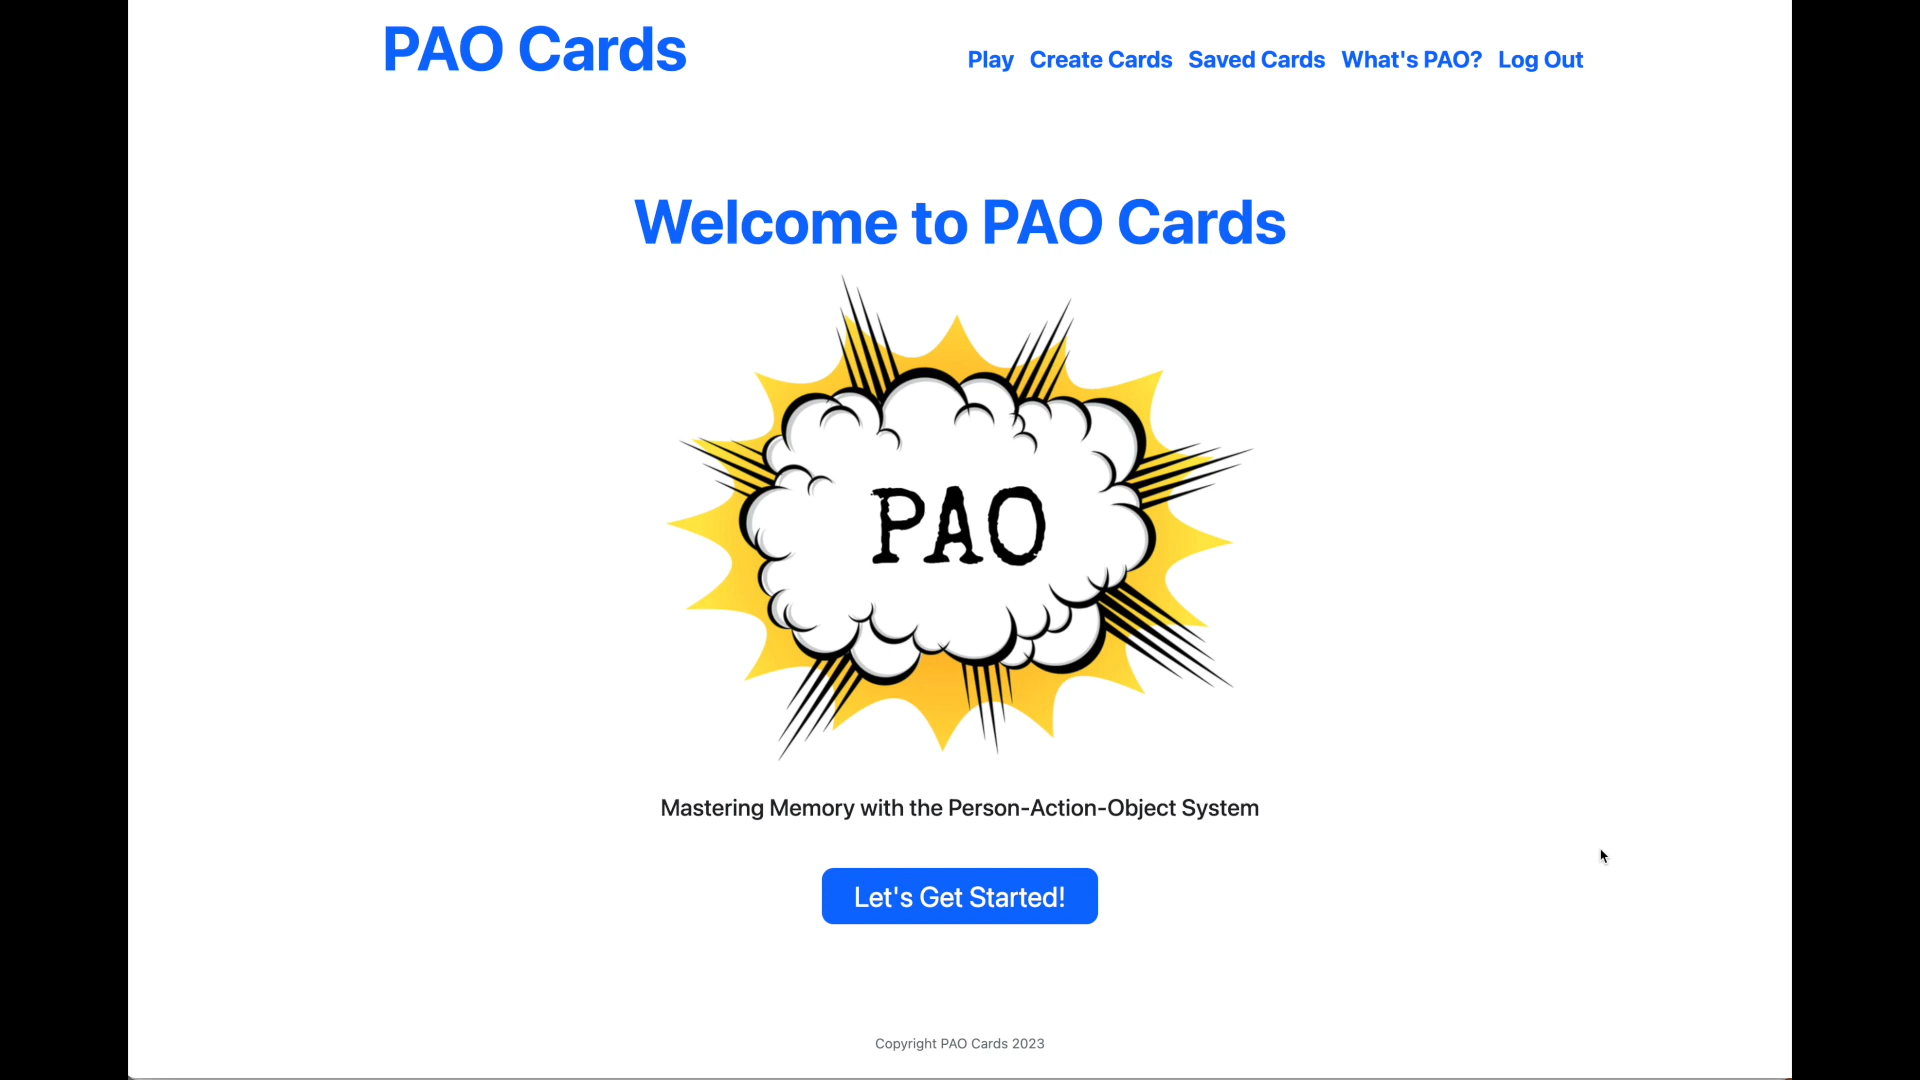 PAO Cards
Play Create Cards Saved Cards What's PAO? Log Out
Welcome to PAO Cards
PAO
Mastering Memory with the Person-Action-Object System
Let's Get Started!
Copyright PAO Cards 2023